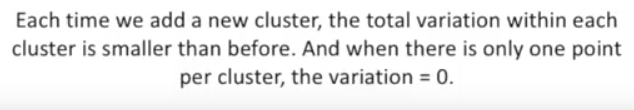 Each time we add a new cluster, the total variation within each
cluster is smaller than before. And when there is only one point
per cluster, the variation = 0.